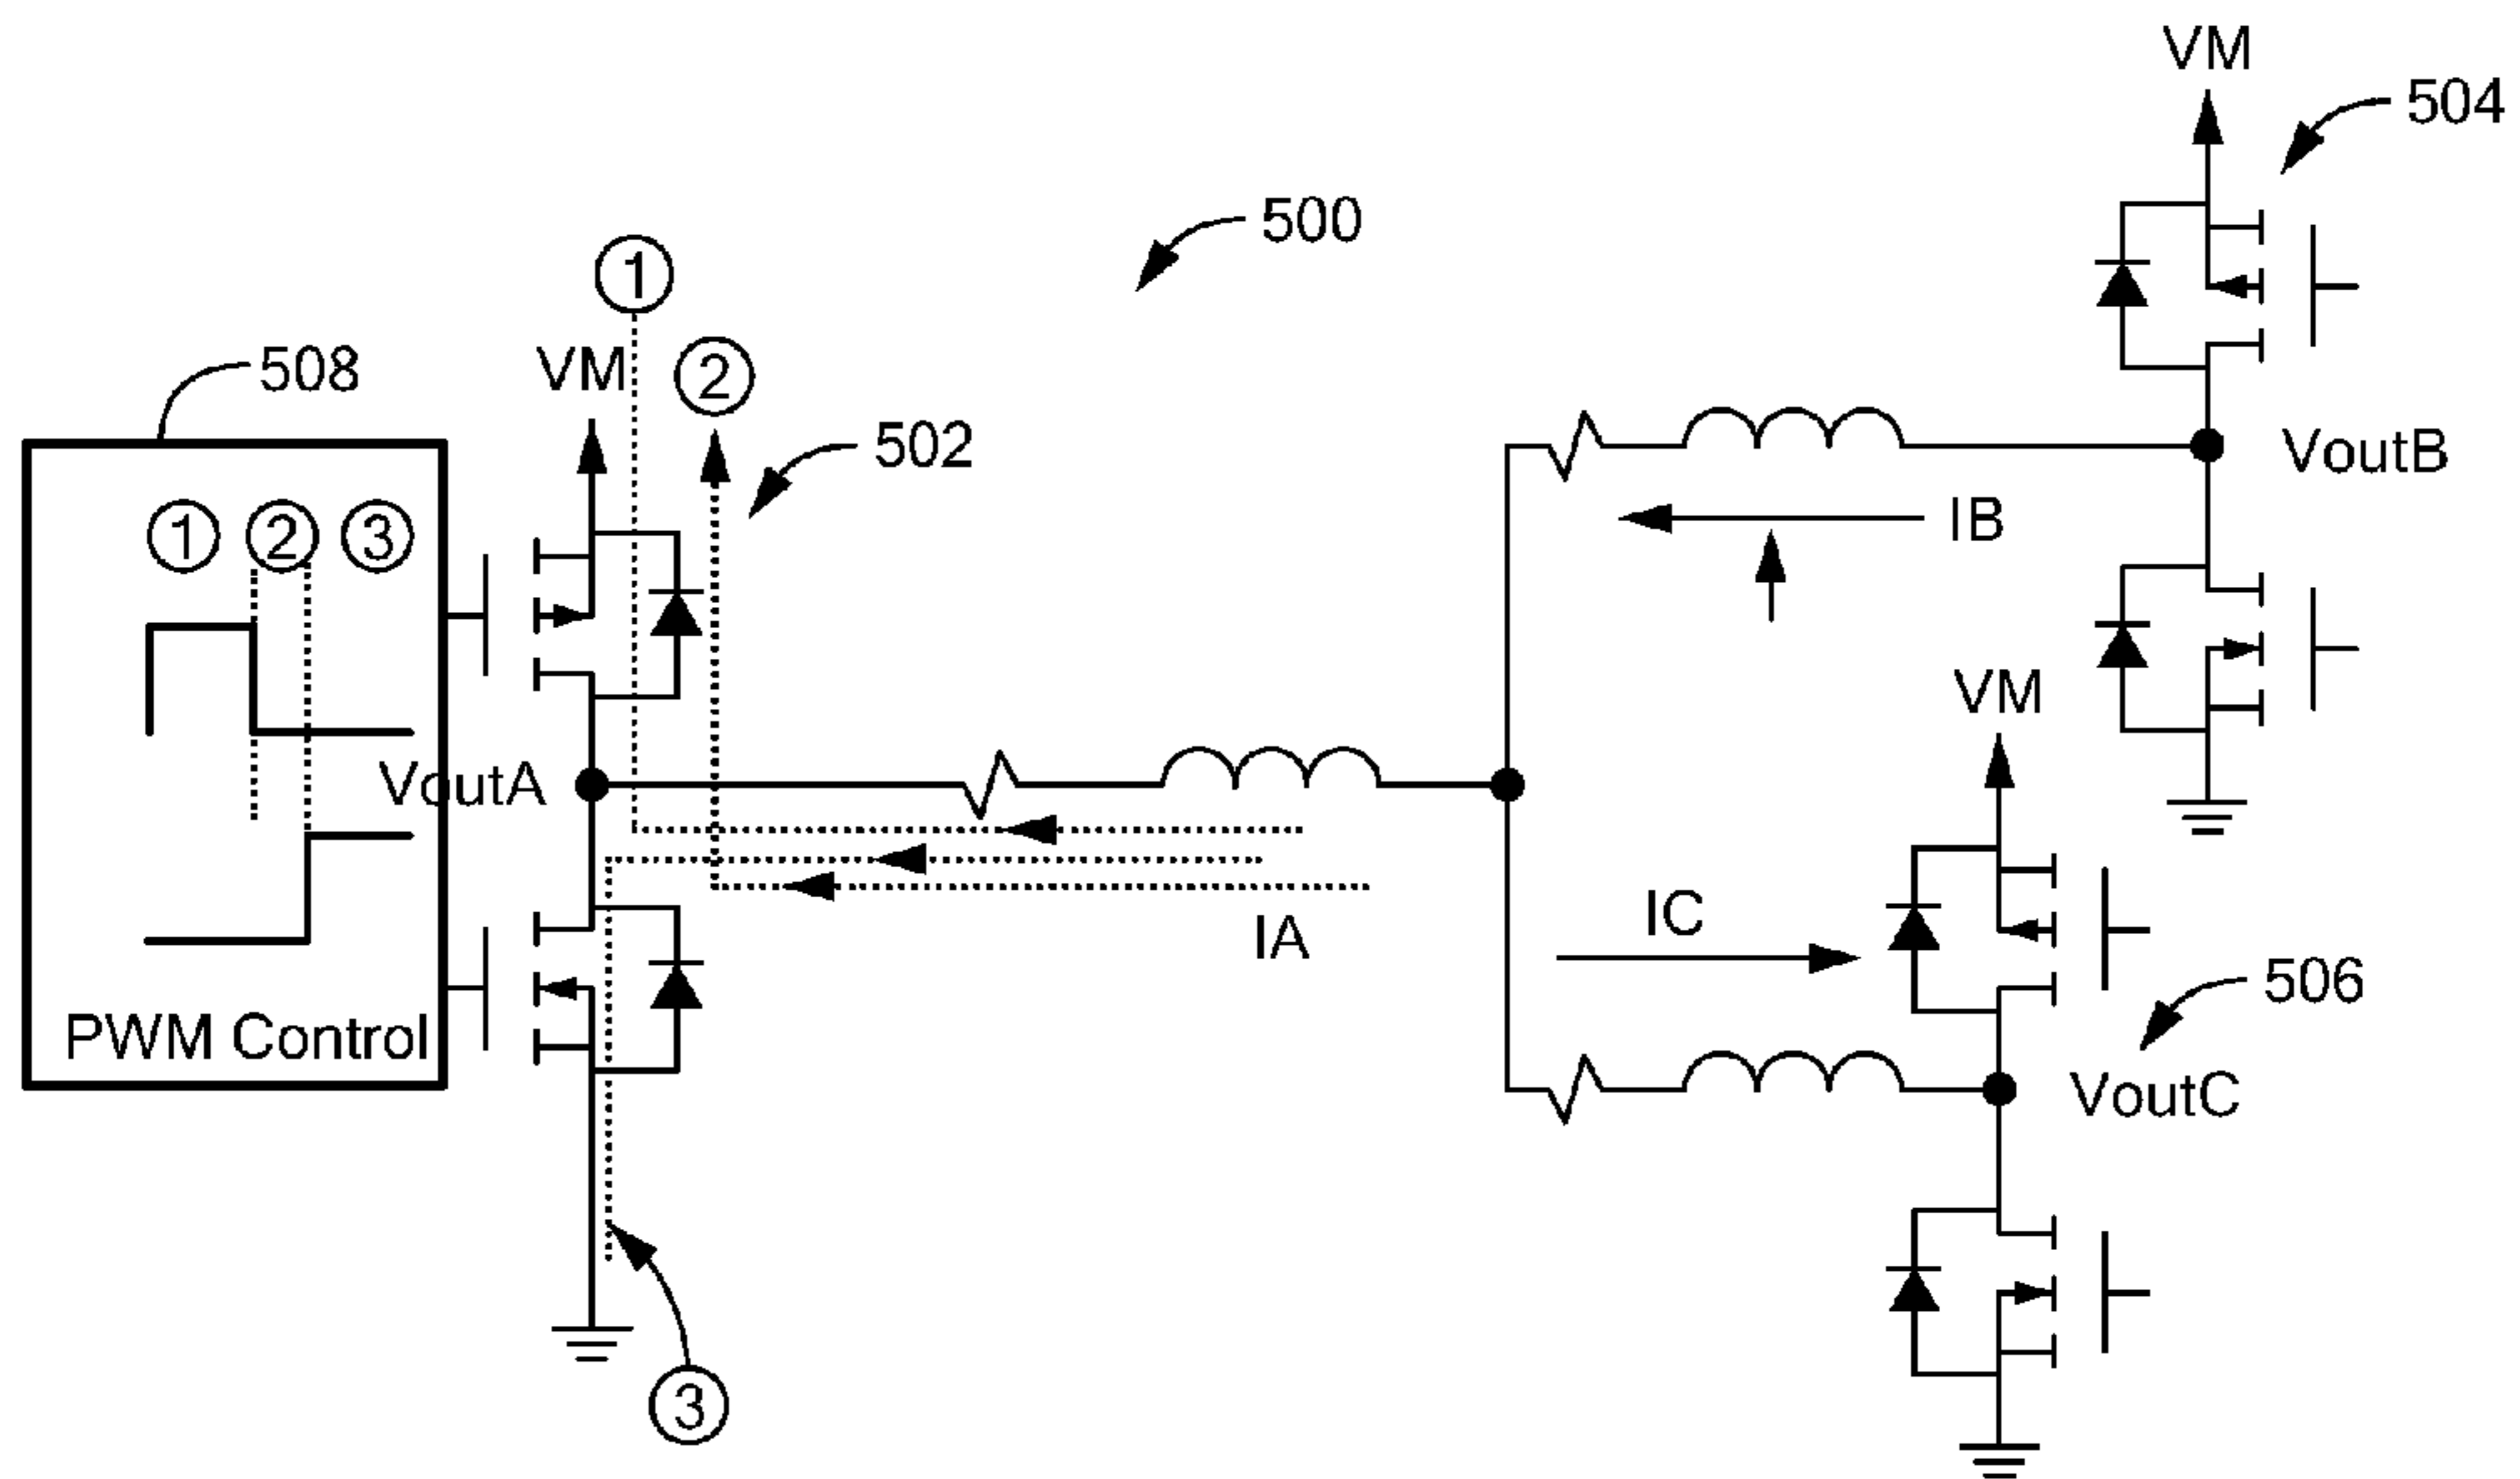 VM
504
500
①
508
VM
②
502
VoutB
① ② ③
IB
VM
VoutA
IC
IA
506
PWM Control
VoutC
③